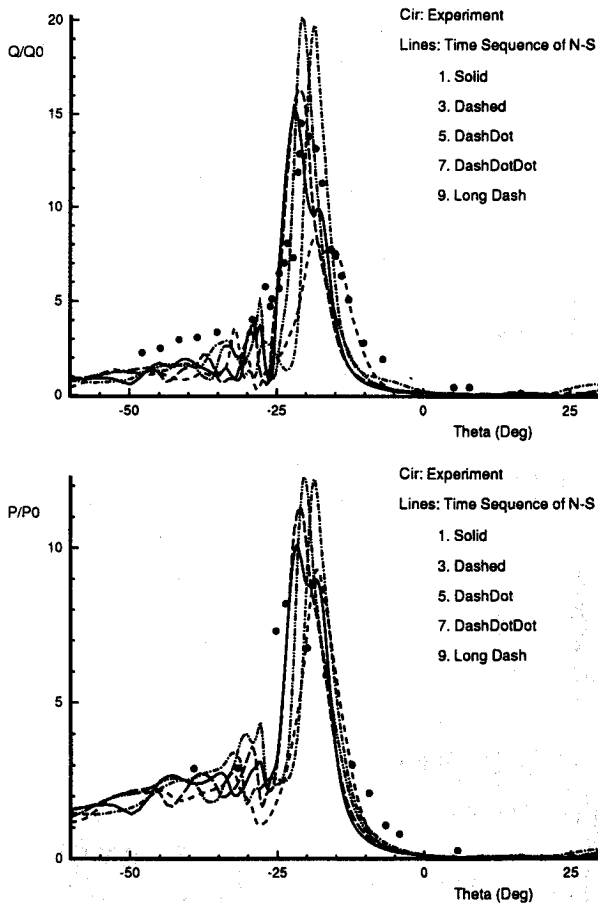 20
Q/Q0
15
10
5
0
-50
-25
0
25
Theta (Deg)
Cir: Experiment
Lines: Time Sequence of N-S
1. Solid
3. Dashed
5. DashDot
7. DashDotDot
9. Long Dash
P/P0
10
5
0
-50
-25
0
25
Theta (Deg)
Cir: Experiment
Lines: Time Sequence of N-S
1. Solid
3. Dashed
5. DashDot
7. DashDotDot
9. Long Dash